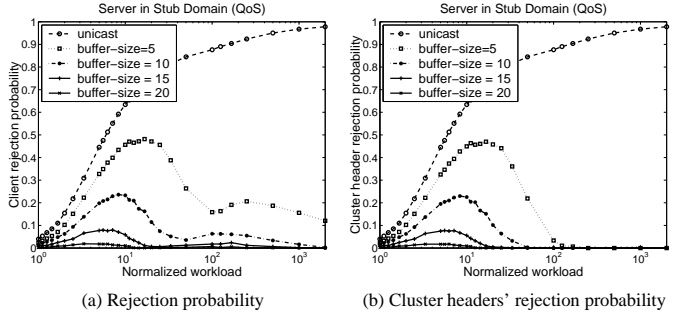 Server in Stub Domain (QoS)
Client rejection probability
1
0.9
0.8
0.7
0.6
0.5
0.4
0.3
0.2
0.1
0
unicast
buffer-size=5
buffer-size = 10
buffer-size = 15
buffer-size = 20
10^0 10^1 10^2 10^3
Normalized workload
(a) Rejection probability
Server in Stub Domain (QoS)
Cluster header rejection probability
1
0.9
0.8
0.7
0.6
0.5
0.4
0.3
0.2
0.1
0
unicast
buffer-size=5
buffer-size = 10
buffer-size = 15
buffer-size = 20
10^0 10^1 10^2 10^3
Normalized workload
(b) Cluster headers' rejection probability